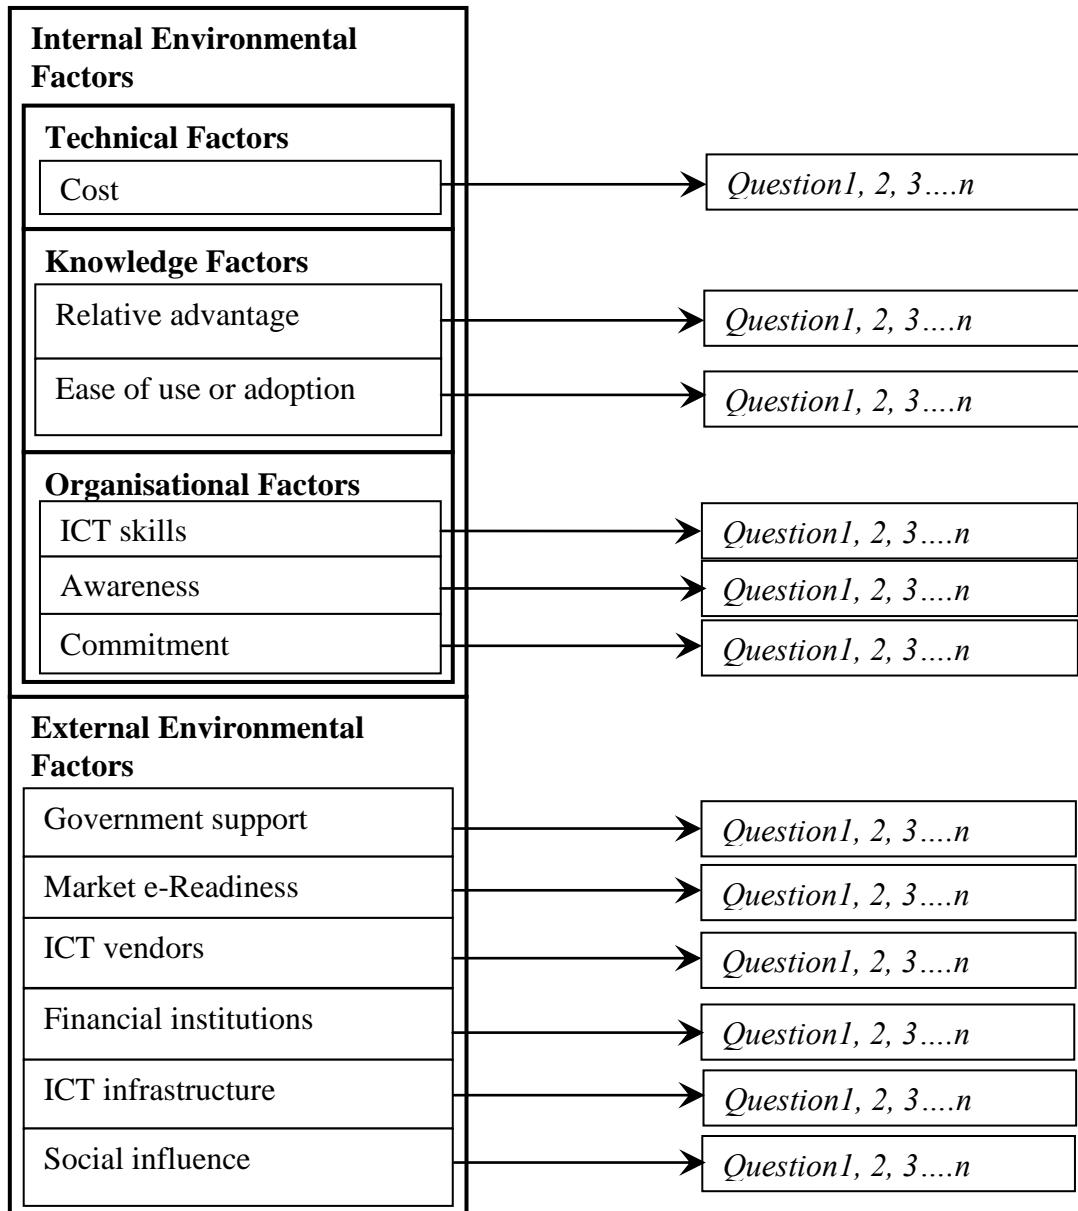 Internal Environmental
Factors
Technical Factors
Cost
Question1, 2, 3….n
Knowledge Factors
Relative advantage
Question1, 2, 3….n
Ease of use or adoption
Question1, 2, 3….n
Organisational Factors
ICT skills
Question1, 2, 3….n
Awareness
Question1, 2, 3….n
Commitment
Question1, 2, 3….n
External Environmental
Factors
Government support
Question1, 2, 3….n
Market e-Readiness
Question1, 2, 3….n
ICT vendors
Question1, 2, 3….n
Financial institutions
Question1, 2, 3….n
ICT infrastructure
Question1, 2, 3….n
Social influence
Question1, 2, 3….n